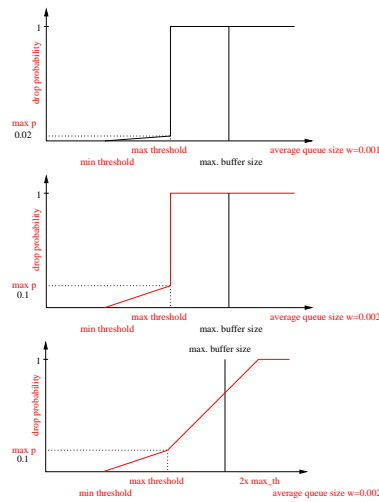 1
drop probability
max p
0.02
max threshold
average queue size w=0.001
min threshold
max. buffer size
1
drop probability
max p
0.1
max threshold
average queue size w=0.002
min threshold
max. buffer size
max. buffer size
1
drop probability
max p
0.1
max threshold
2x max_th
min threshold
average queue size w=0.002